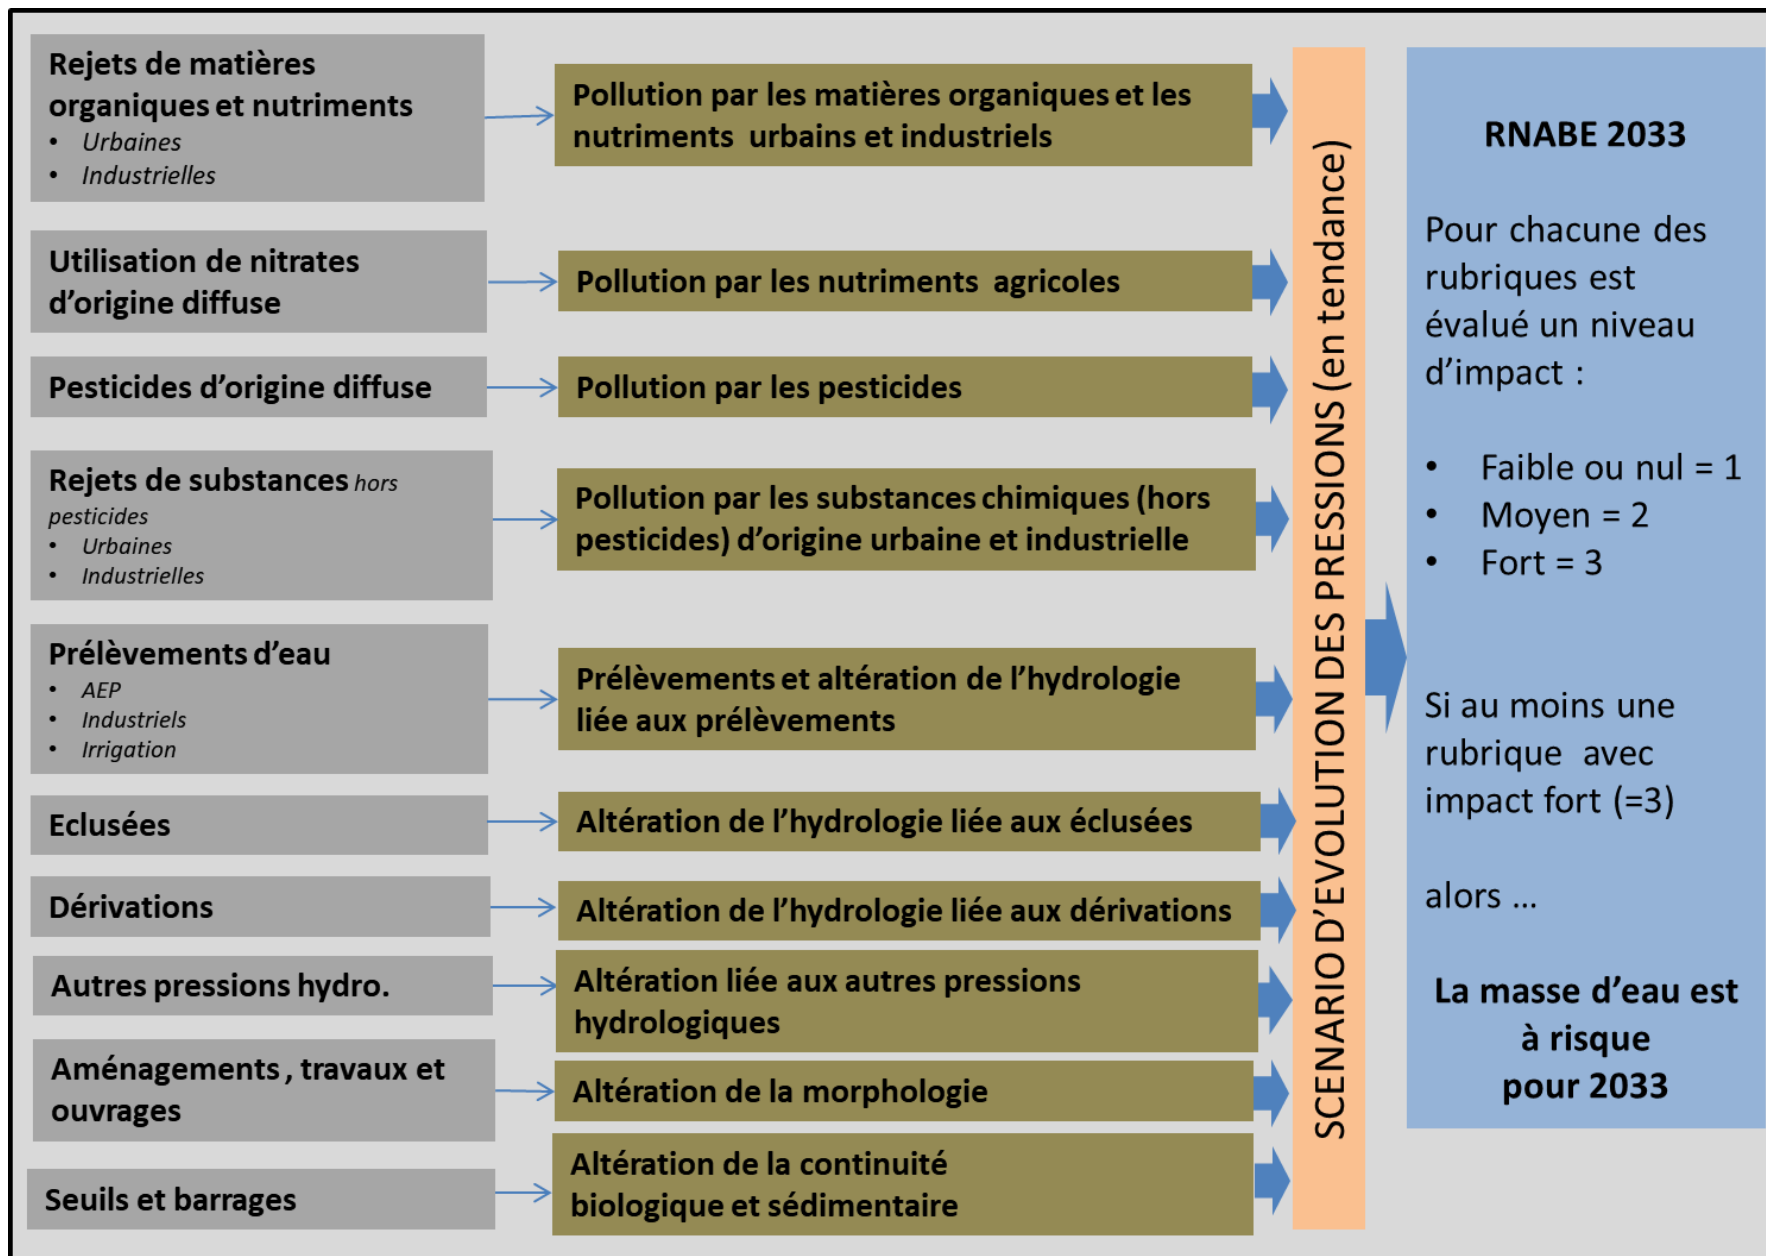 Rejets de matières
organiques et nutriments
• Urbaines
• Industrielles
Pollution par les matières organiques et les
nutriments urbains et industriels
Utilisation de nitrates
d’origine diffuse
Pollution par les nutriments agricoles
Pesticides d’origine diffuse
Pollution par les pesticides
Rejets de substances hors
pesticides
• Urbaines
• Industrielles
Pollution par les substances chimiques (hors
pesticides) d’origine urbaine et industrielle
Prélèvements d’eau
• AEP
• Industriels
• Irrigation
Prélèvements et altération de l’hydrologie
liée aux prélèvements
Eclusées
Altération de l’hydrologie liée aux éclusées
Dérivations
Altération de l’hydrologie liée aux dérivations
Autres pressions hydro.
Altération liée aux autres pressions
hydrologiques
Aménagements , travaux et
ouvrages
Altération de la morphologie
Seuils et barrages
Altération de la continuité
biologique et sédimentaire
SCENARIO D’EVOLUTION DES PRESSIONS (en tendance)
RNABE 2033
Pour chacune des
rubriques est
évalué un niveau
d’impact :
• Faible ou nul = 1
• Moyen = 2
• Fort = 3
Si au moins une
rubrique avec
impact fort (=3)
alors ...
La masse d’eau est
à risque
pour 2033